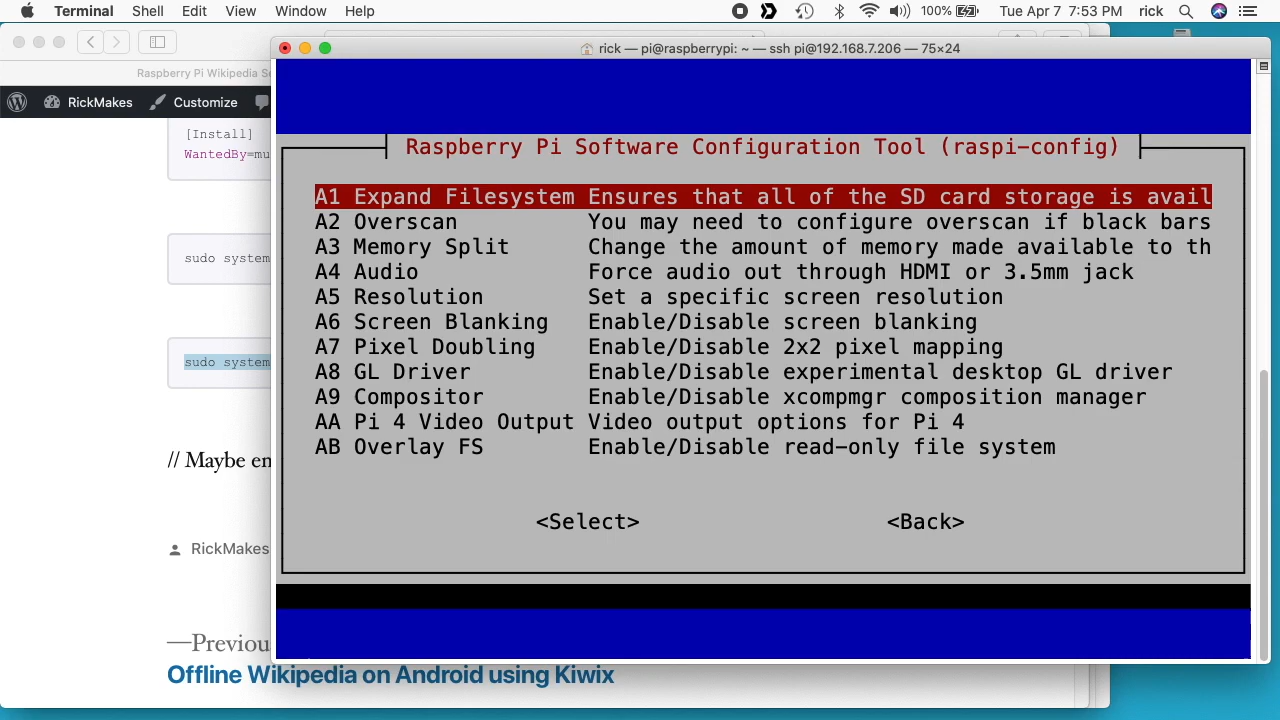 Terminal Shell Edit View Window Help 100% Tue Apr 7 7:53 PM rick
rick — pi@raspberrypi: ~ — ssh pi@192.168.7.206 — 75×24
Raspberry Pi Wikipedia Se
RickMakes Customize
[Install]
WantedBy=mu
sudo system
sudo system
// Maybe en
RickMakes
—Previou
Offline Wikipedia on Android using Kiwix
Raspberry Pi Software Configuration Tool (raspi-config)
A1 Expand Filesystem Ensures that all of the SD card storage is avail
A2 Overscan You may need to configure overscan if black bars
A3 Memory Split Change the amount of memory made available to th
A4 Audio Force audio out through HDMI or 3.5mm jack
A5 Resolution Set a specific screen resolution
A6 Screen Blanking Enable/Disable screen blanking
A7 Pixel Doubling Enable/Disable 2x2 pixel mapping
A8 GL Driver Enable/Disable experimental desktop GL driver
A9 Compositor Enable/Disable xcompmgr composition manager
AA Pi 4 Video Output Video output options for Pi 4
AB Overlay FS Enable/Disable read-only file system
<Select> <Back>